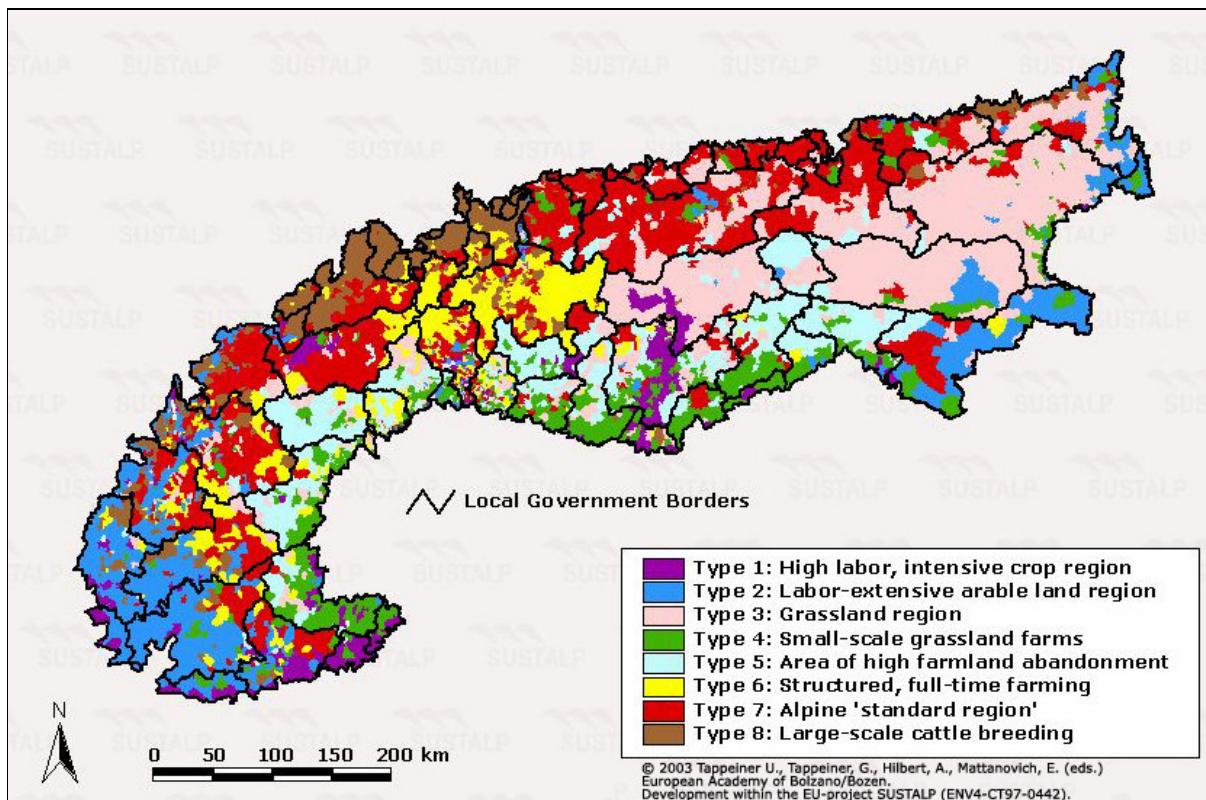 SUSTALP
Local Government Borders
Type 1: High labor, intensive crop region
Type 2: Labor-extensive arable land region
Type 3: Grassland region
Type 4: Small-scale grassland farms
Type 5: Area of high farmland abandonment
Type 6: Structured, full-time farming
Type 7: Alpine 'standard region'
Type 8: Large-scale cattle breeding
N
0 50 100 150 200 km
© 2003 Tappeiner U., Tappeiner, G., Hilbert, A., Mattanovich, E. (eds.)
European Academy of Bolzano/Bozen.
Development within the EU-project SUSTALP (ENV4-CT97-0442).